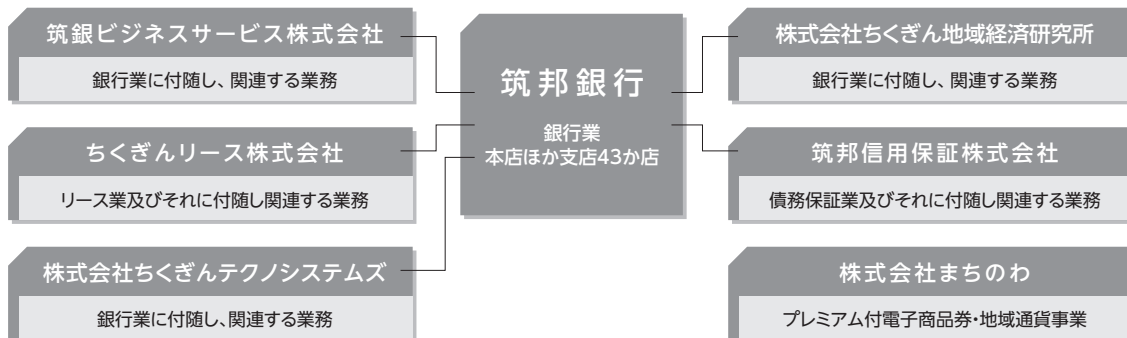 筑銀ビジネスサービス株式会社
銀行業に付随し、関連する業務
ちくぎんリース株式会社
リース業及びそれに付随し関連する業務
株式会社ちくぎんテクノシステムズ
銀行業に付随し、関連する業務
筑邦銀行
銀行業
本店ほか支店43か店
株式会社ちくぎん地域経済研究所
銀行業に付随し、関連する業務
筑邦信用保証株式会社
債務保証業及びそれに付随し関連する業務
株式会社まちのわ
プレミアム付電子商品券・地域通貨事業